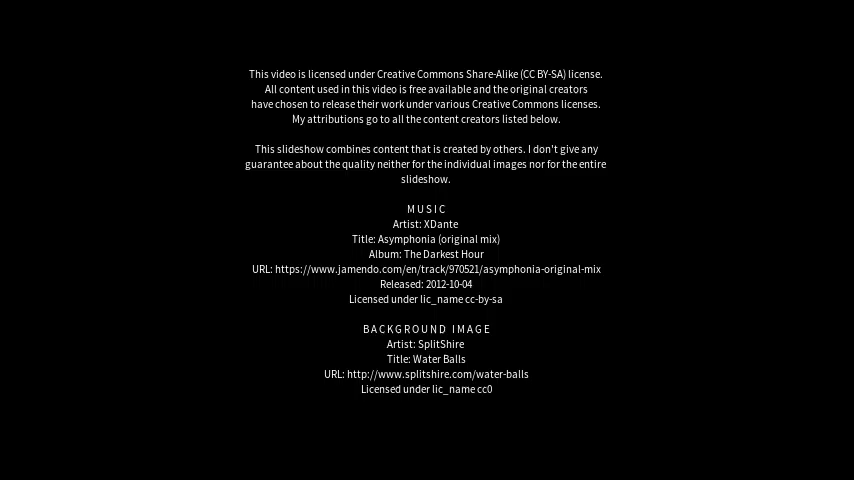 This video is licensed under Creative Commons Share-Alike (CC BY-SA) license.
All content used in this video is free available and the original creators
have chosen to release their work under various Creative Commons licenses.
My attributions go to all the content creators listed below.
This slideshow combines content that is created by others. I don't give any
guarantee about the quality neither for the individual images nor for the entire
slideshow.
MUSIC
Artist: XDante
Title: Asymphonia (original mix)
Album: The Darkest Hour
URL: https://www.jamendo.com/en/track/970521/asymphonia-original-mix
Released: 2012-10-04
Licensed under lic_name cc-by-sa
BACKGROUND IMAGE
Artist: SplitShire
Title: Water Balls
URL: http://www.splitshire.com/water-balls
Licensed under lic_name cc0